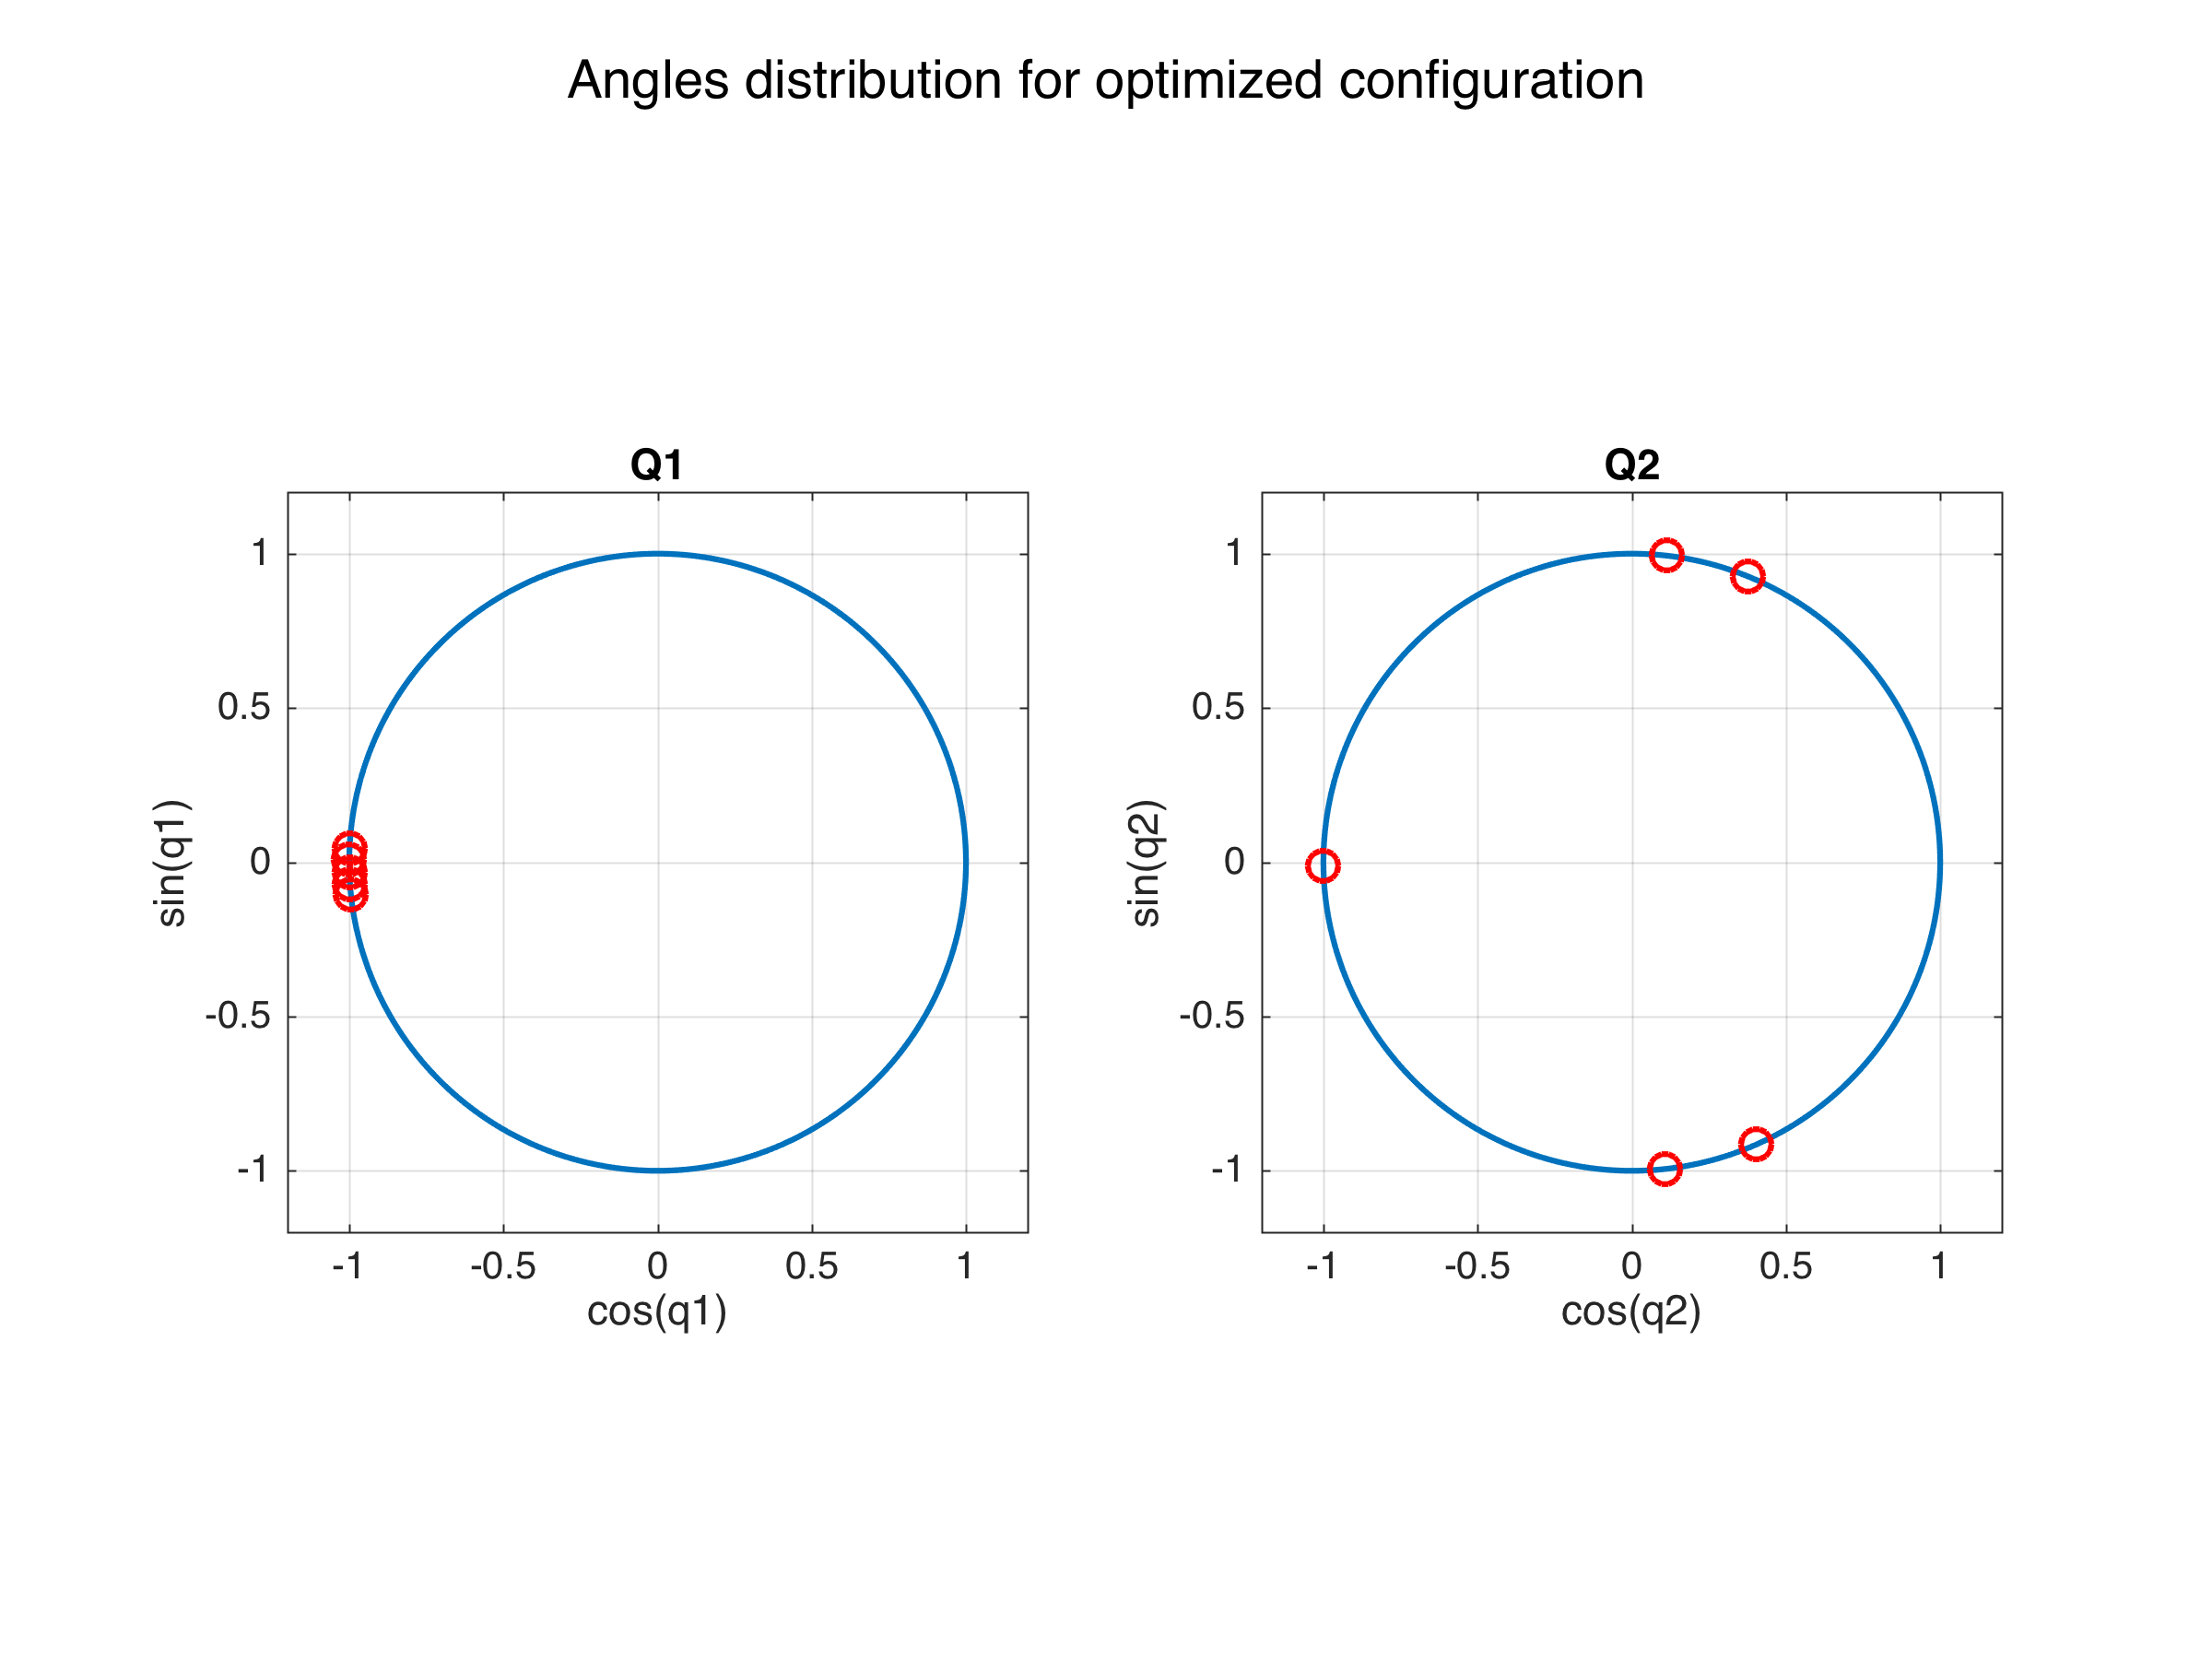 Angles distribution for optimized configuration
Q1
1
0.5
0
-0.5
-1
sin(q1)
-1 -0.5 0 0.5 1
cos(q1)
Q2
1
0.5
0
-0.5
-1
sin(q2)
-1 -0.5 0 0.5 1
cos(q2)